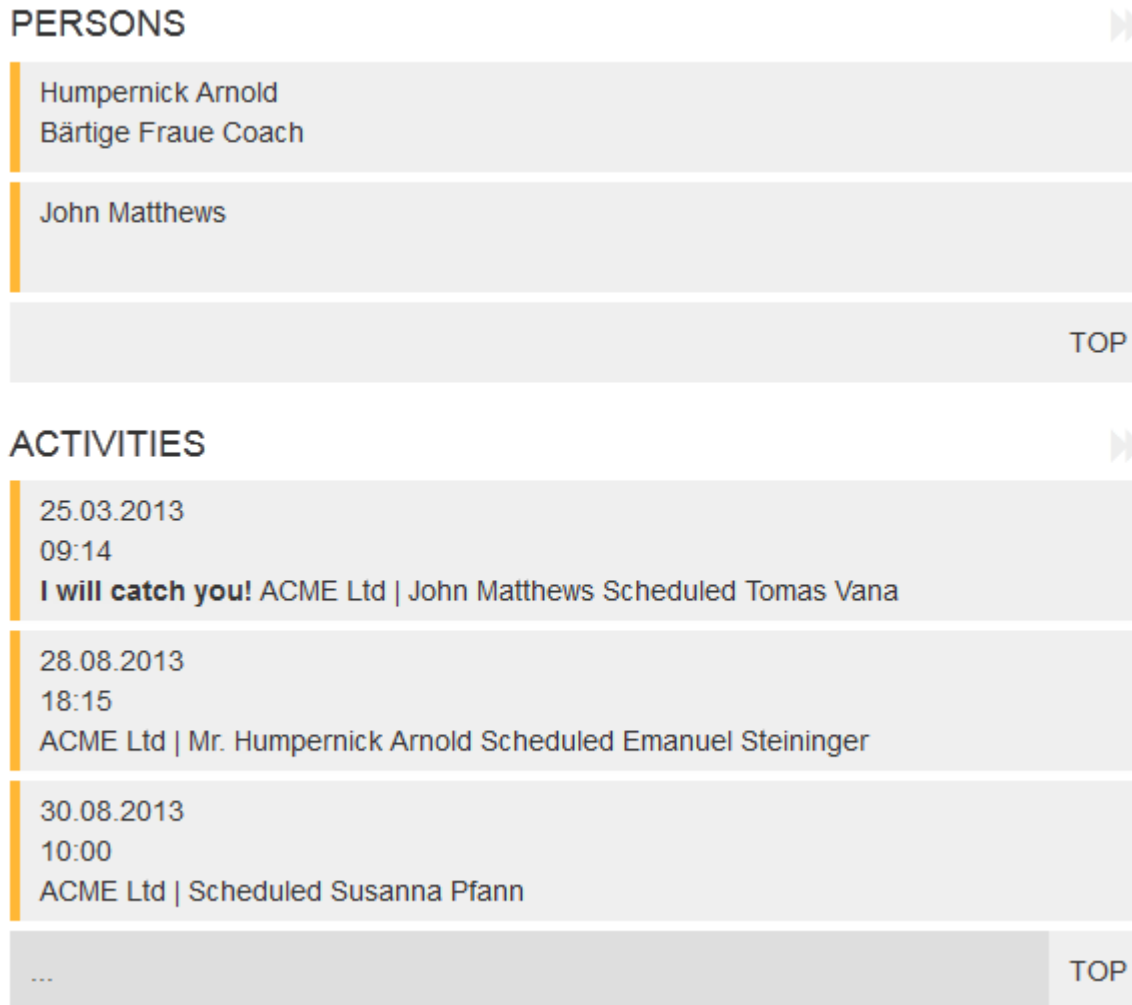 PERSONS
Humpernick Arnold
Bärtige Fraue Coach
John Matthews
TOP
ACTIVITIES
25.03.2013
09:14
I will catch you! ACME Ltd | John Matthews Scheduled Tomas Vana
28.08.2013
18:15
ACME Ltd | Mr. Humpernick Arnold Scheduled Emanuel Steininger
30.08.2013
10:00
ACME Ltd | Scheduled Susanna Pfann
...
TOP